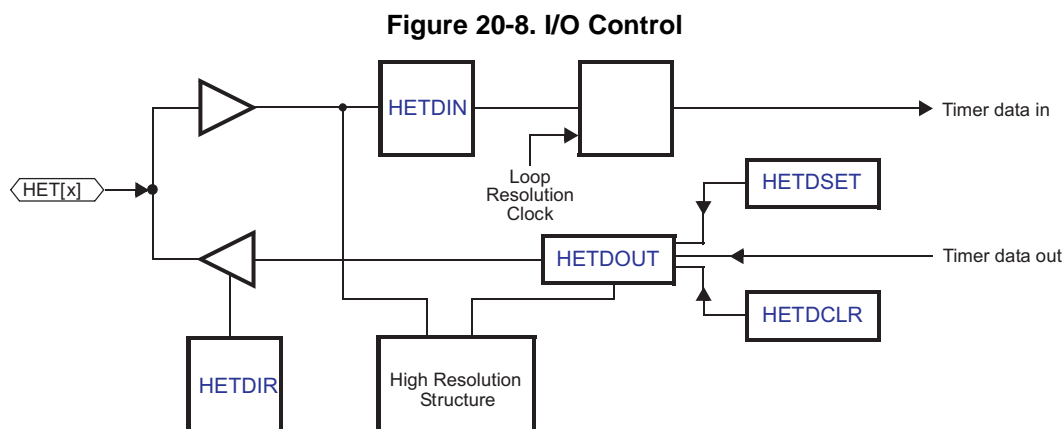 Figure 20-8. I/O Control
HETDIN
Timer data in
Loop
Resolution
Clock
HETDSET
HET[x]
HETDOUT
Timer data out
HETDCLR
HETDIR
High Resolution
Structure